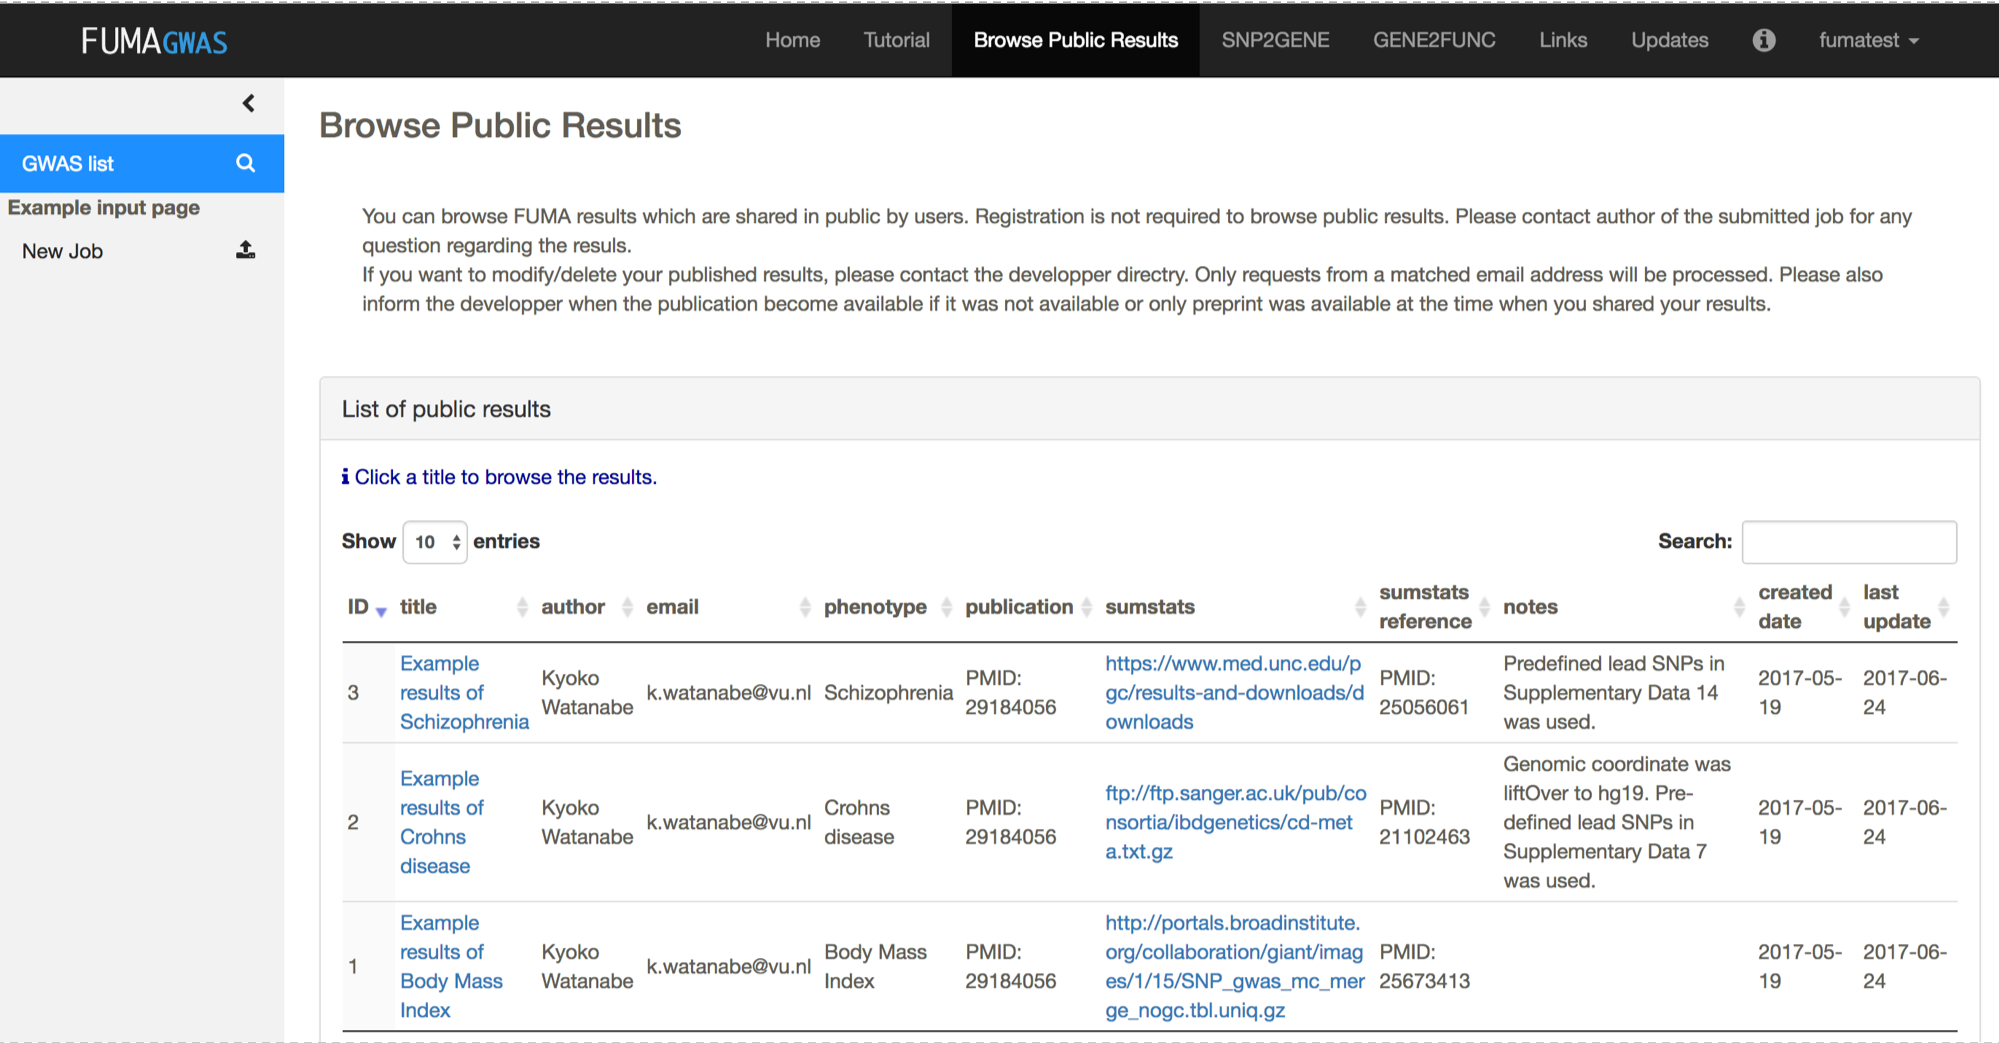 FUMAGWAS
Home Tutorial Browse Public Results SNP2GENE GENE2FUNC Links Updates fumatest
GWAS list
Example input page
New Job
Browse Public Results
You can browse FUMA results which are shared in public by users. Registration is not required to browse public results. Please contact author of the submitted job for any
question regarding the resuls.
If you want to modify/delete your published results, please contact the developper directry. Only requests from a matched email address will be processed. Please also
inform the developper when the publication become available if it was not available or only preprint was available at the time when you shared your results.
List of public results
Click a title to browse the results.
Show 10 entries
Search:
ID title author email phenotype publication sumstats sumstats reference notes created date last update
3
Example
results of
Schizophrenia
Kyoko
Watanabe
k.watanabe@vu.nl
Schizophrenia
PMID:
29184056
https://www.med.unc.edu/p
gc/results-and-downloads/d
ownloads
PMID:
25056061
Predefined lead SNPs in
Supplementary Data 14
was used.
2017-05-
19
2017-06-
24
2
Example
results of
Crohns
disease
Kyoko
Watanabe
k.watanabe@vu.nl
Crohns
disease
PMID:
29184056
ftp://ftp.sanger.ac.uk/pub/co
nsortia/ibdgenetics/cd-met
a.txt.gz
PMID:
21102463
Genomic coordinate was
liftOver to hg19. Pre-
defined lead SNPs in
Supplementary Data 7
was used.
2017-05-
19
2017-06-
24
1
Example
results of
Body Mass
Index
Kyoko
Watanabe
k.watanabe@vu.nl
Body Mass
Index
PMID:
29184056
http://portals.broadinstitute.
org/collaboration/giant/imag
es/1/15/SNP_gwas_mc_mer
ge_nogc.tbl.uniq.gz
PMID:
25673413
2017-05-
19
2017-06-
24